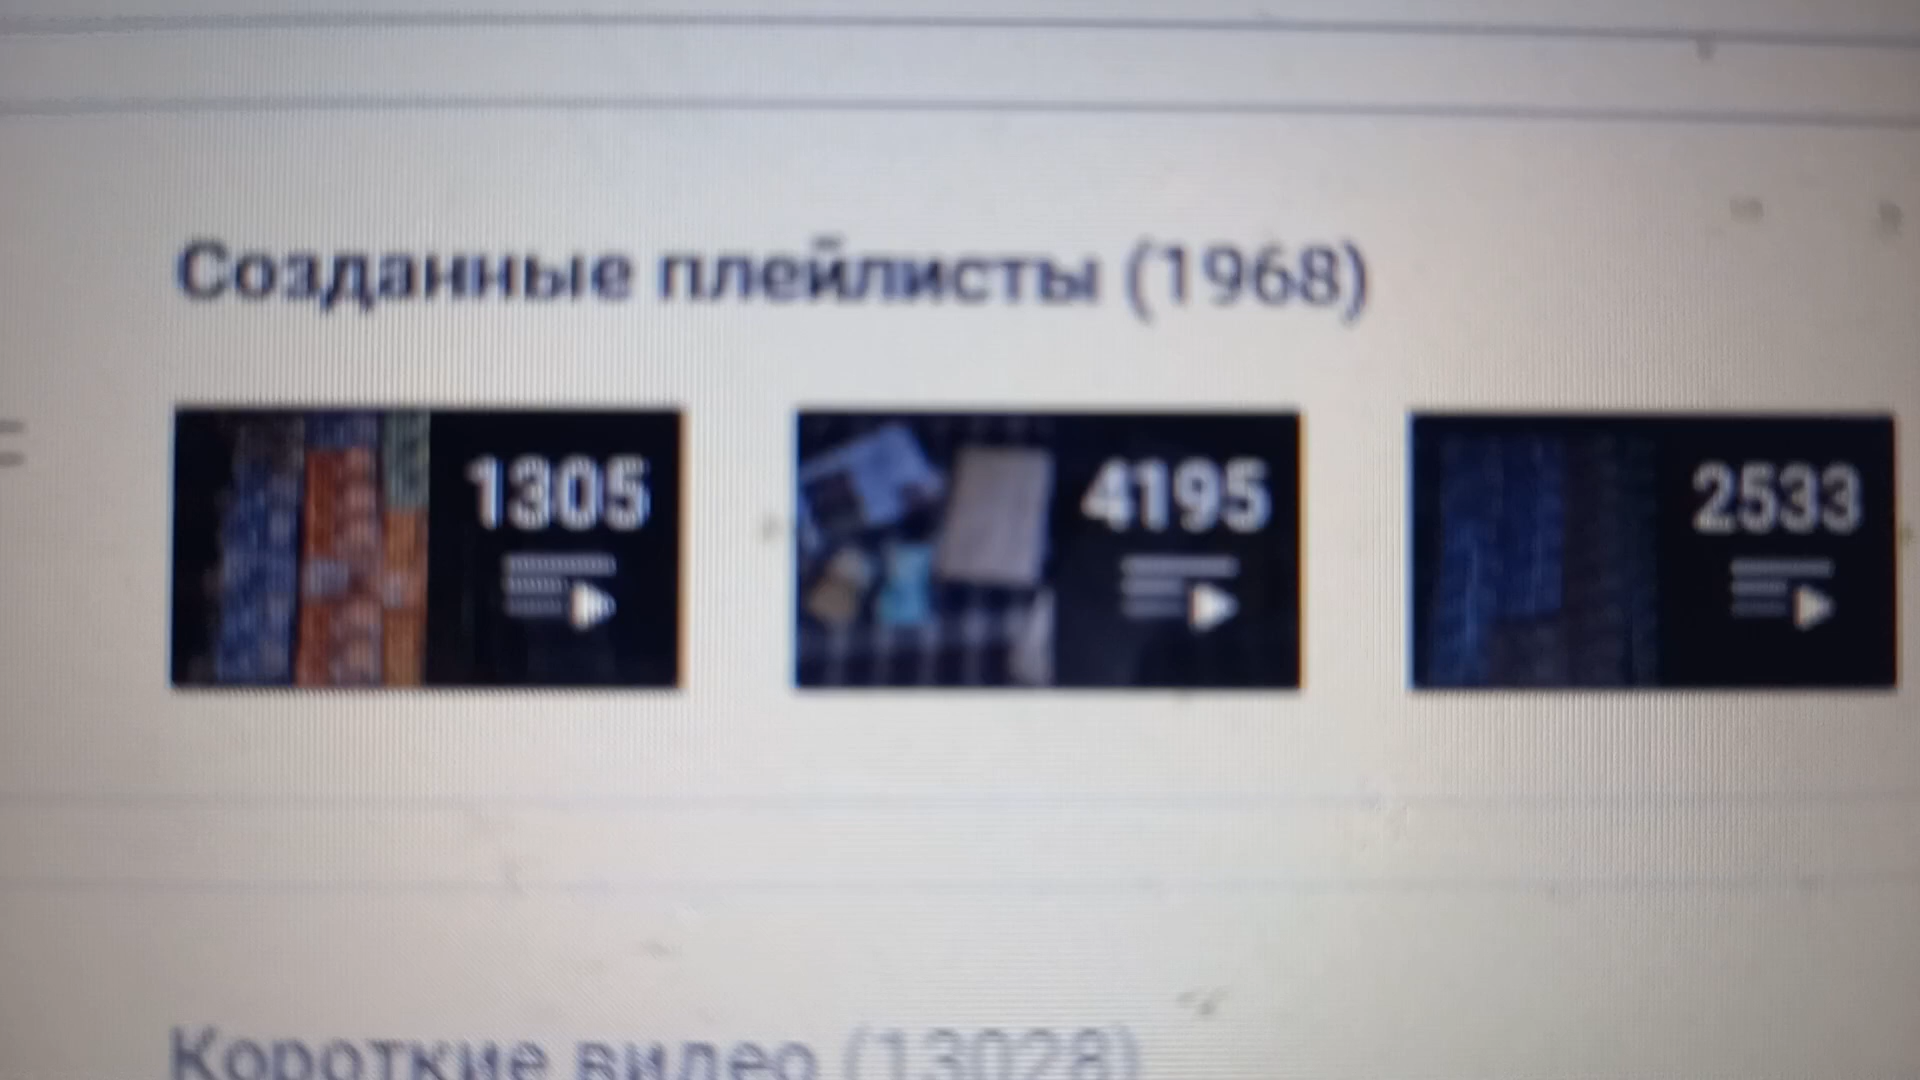 Созданные плейлисты (1968)
1305 4195 2533
Короткие видео (13028)